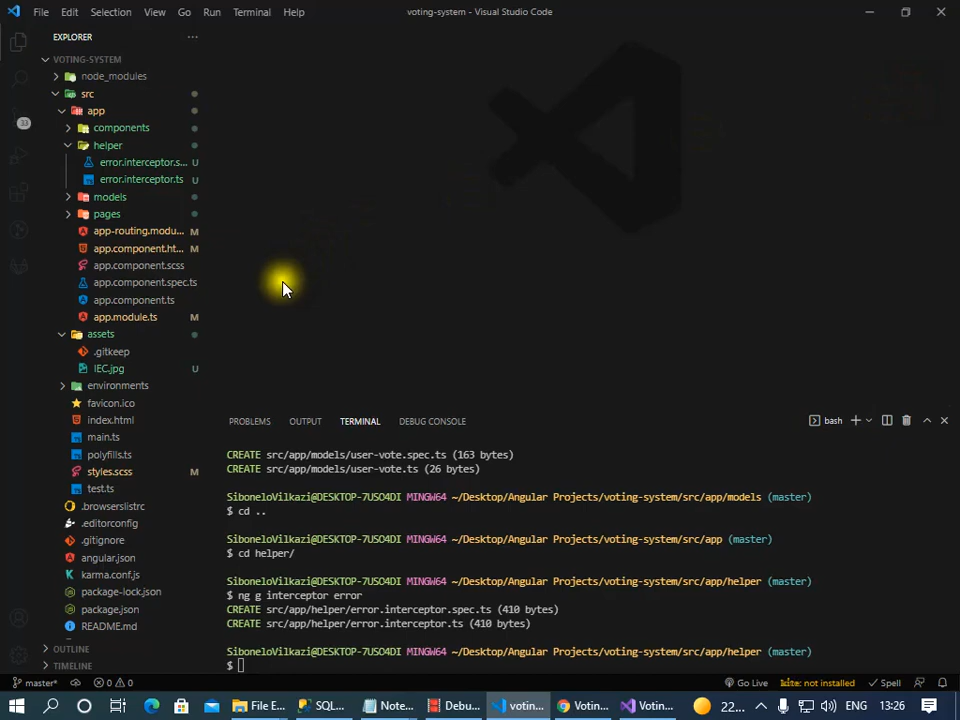 File Edit Selection View Go Run Terminal Help
voting-system - Visual Studio Code
EXPLORER
VOTING-SYSTEM
node_modules
src
app
components
helper
error.interceptor.s... U
error.interceptor.ts U
models
pages
app-routing.modu... M
app.component.ht... M
app.component.scss
app.component.spec.ts
app.component.ts
app.module.ts M
assets
.gitkeep
IEC.jpg U
environments
favicon.ico
index.html
main.ts
polyfills.ts
styles.scss M
test.ts
.browserslistrc
.editorconfig
.gitignore
angular.json
karma.conf.js
package-lock.json
package.json
README.md
OUTLINE
TIMELINE
33
PROBLEMS OUTPUT TERMINAL DEBUG CONSOLE
bash
CREATE src/app/models/user-vote.spec.ts (163 bytes)
CREATE src/app/models/user-vote.ts (26 bytes)
SiboneloVilkazi@DESKTOP-7USO4DI MINGW64 ~/Desktop/Angular Projects/voting-system/src/app/models (master)
$ cd ..
SiboneloVilkazi@DESKTOP-7USO4DI MINGW64 ~/Desktop/Angular Projects/voting-system/src/app (master)
$ cd helper/
SiboneloVilkazi@DESKTOP-7USO4DI MINGW64 ~/Desktop/Angular Projects/voting-system/src/app/helper (master)
$ ng g interceptor error
CREATE src/app/helper/error.interceptor.spec.ts (410 bytes)
CREATE src/app/helper/error.interceptor.ts (410 bytes)
SiboneloVilkazi@DESKTOP-7USO4DI MINGW64 ~/Desktop/Angular Projects/voting-system/src/app/helper (master)
$
master* 0 0
Go Live kite: not installed Spell
File E... SQL... Note... Debu... votin... Votin... Votin... 22... ENG 13:26